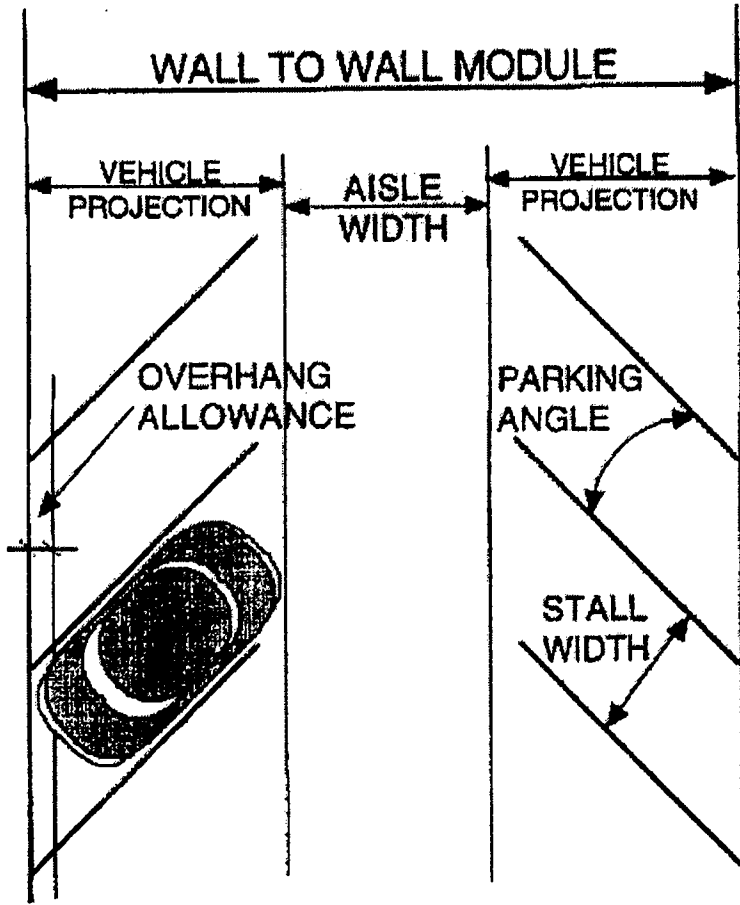 WALL TO WALL MODULE
VEHICLE
PROJECTION
AISLE
WIDTH
VEHICLE
PROJECTION
OVERHANG
ALLOWANCE
PARKING
ANGLE
STALL
WIDTH